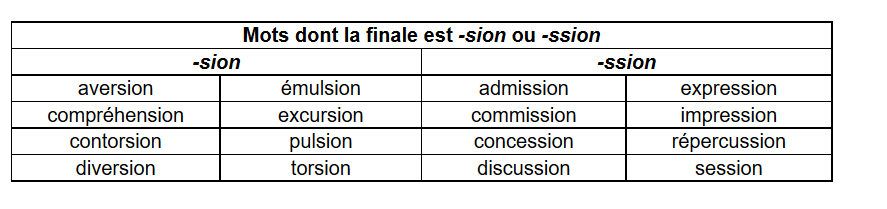 Mots dont la finale est -sion ou -ssion
-sion -ssion
aversion émulsion admission expression
compréhension excursion commission impression
contorsion pulsion concession répercussion
diversion torsion discussion session